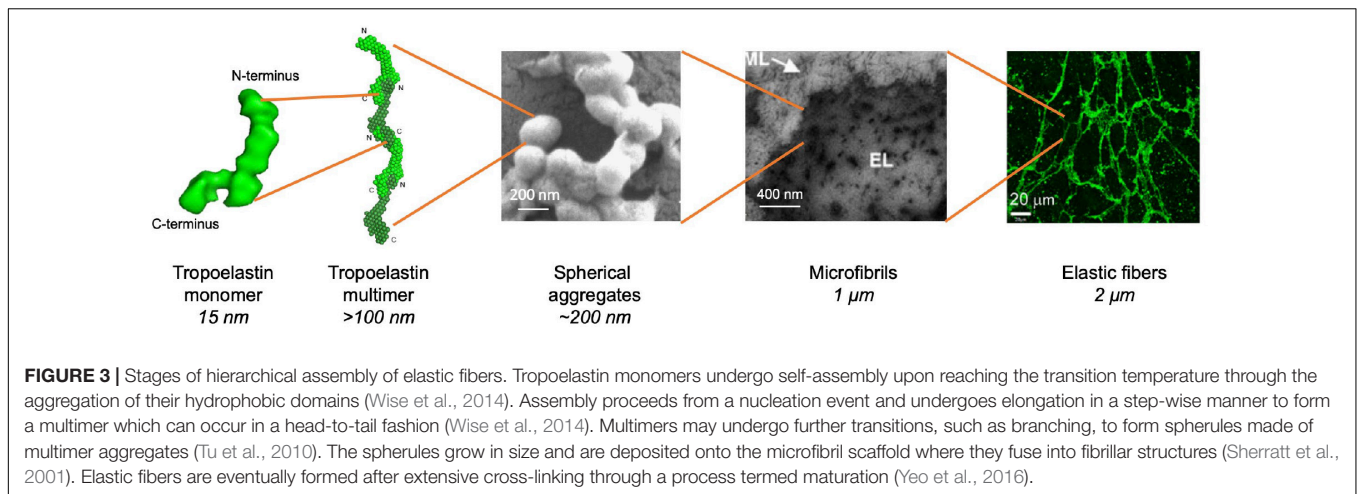 N-terminus
C-terminus
N
C
N
N
C
C
N
C
200 nm
ML
EL
400 nm
20 µm
Tropoelastin
monomer
15 nm
Tropoelastin
multimer
>100 nm
Spherical
aggregates
~200 nm
Microfibrils
1 µm
Elastic fibers
2 µm
FIGURE 3 | Stages of hierarchical assembly of elastic fibers. Tropoelastin monomers undergo self-assembly upon reaching the transition temperature through the
aggregation of their hydrophobic domains (Wise et al., 2014). Assembly proceeds from a nucleation event and undergoes elongation in a step-wise manner to form
a multimer which can occur in a head-to-tail fashion (Wise et al., 2014). Multimers may undergo further transitions, such as branching, to form spherules made of
multimer aggregates (Tu et al., 2010). The spherules grow in size and are deposited onto the microfibril scaffold where they fuse into fibrillar structures (Sherratt et al.,
2001). Elastic fibers are eventually formed after extensive cross-linking through a process termed maturation (Yeo et al., 2016).